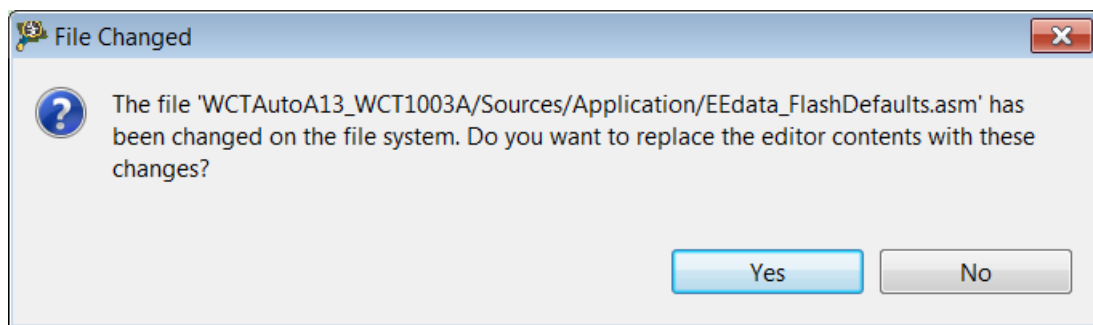 File Changed
The file 'WCTAutoA13_WCT1003A/Sources/Application/EEdata_FlashDefaults.asm' has
been changed on the file system. Do you want to replace the editor contents with these
changes?
Yes
No